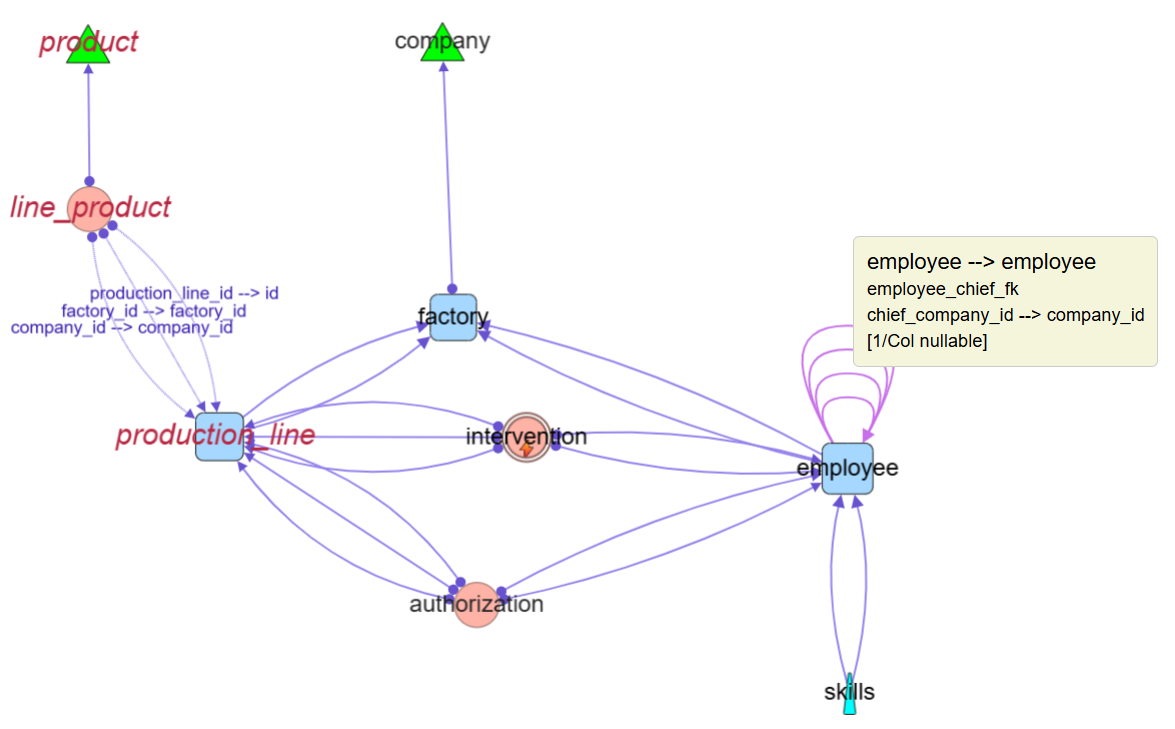 product
company
line_product
employee --> employee
employee_chief_fk
chief_company_id --> company_id
[1/Col nullable]
production_line_id --> id
factory_id --> factory_id
company_id --> company_id
factory
production_line
intervention
employee
authorization
skills